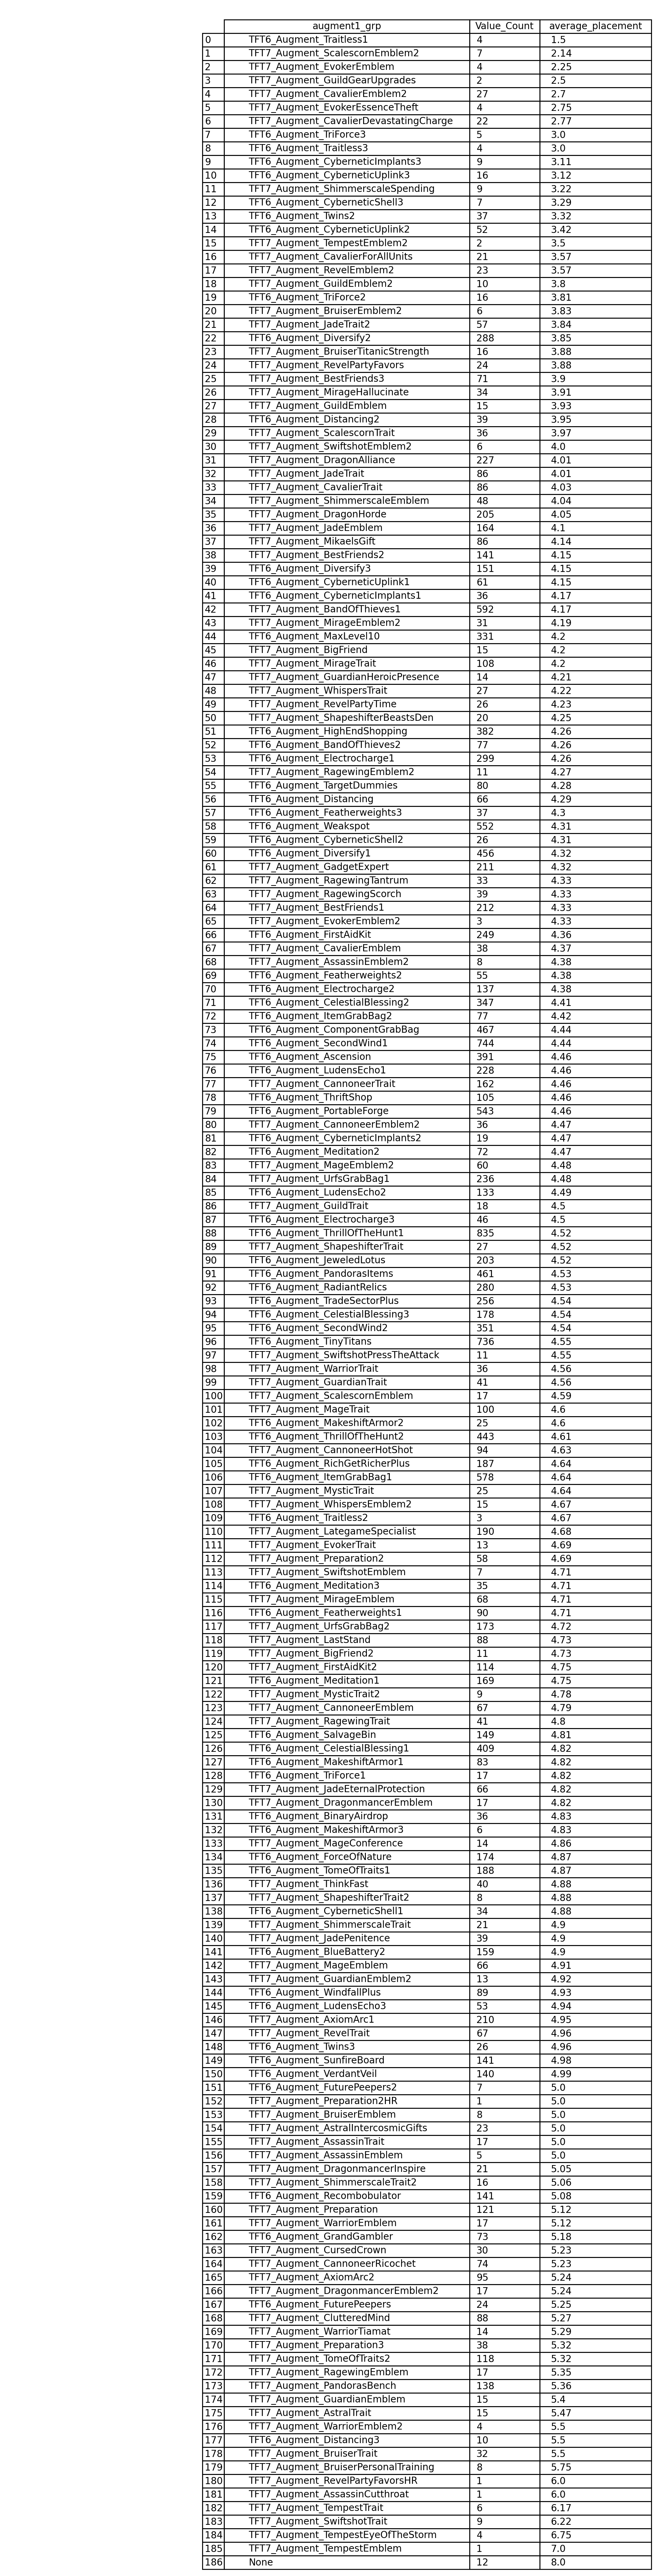 augment1_grp Value_Count average_placement
0 TFT6_Augment_Traitless1 4 1.5
1 TFT7_Augment_ScalescornEmblem2 7 2.14
2 TFT7_Augment_EvokerEmblem 4 2.25
3 TFT7_Augment_GuildGearUpgrades 2 2.5
4 TFT7_Augment_CavalierEmblem2 27 2.7
5 TFT7_Augment_EvokerEssenceTheft 4 2.75
6 TFT7_Augment_CavalierDevastatingCharge 22 2.77
7 TFT6_Augment_TriForce3 5 3.0
8 TFT6_Augment_Traitless3 4 3.0
9 TFT6_Augment_CyberneticImplants3 9 3.11
10 TFT6_Augment_CyberneticUplink3 16 3.12
11 TFT7_Augment_ShimmerscaleSpending 9 3.22
12 TFT6_Augment_CyberneticShell3 7 3.29
13 TFT6_Augment_Twins2 37 3.32
14 TFT6_Augment_CyberneticUplink2 52 3.42
15 TFT7_Augment_TempestEmblem2 2 3.5
16 TFT7_Augment_CavalierForAllUnits 21 3.57
17 TFT7_Augment_RevelEmblem2 23 3.57
18 TFT7_Augment_GuildEmblem2 10 3.8
19 TFT6_Augment_TriForce2 16 3.81
20 TFT7_Augment_BruiserEmblem2 6 3.83
21 TFT7_Augment_JadeTrait2 57 3.84
22 TFT6_Augment_Diversify2 288 3.85
23 TFT7_Augment_BruiserTitanicStrength 16 3.88
24 TFT7_Augment_RevelPartyFavors 24 3.88
25 TFT7_Augment_BestFriends3 71 3.9
26 TFT7_Augment_MirageHallucinate 34 3.91
27 TFT7_Augment_GuildEmblem 15 3.93
28 TFT6_Augment_Distancing2 39 3.95
29 TFT7_Augment_ScalescornTrait 36 3.97
30 TFT7_Augment_SwiftshotEmblem2 6 4.0
31 TFT7_Augment_DragonAlliance 227 4.01
32 TFT7_Augment_JadeTrait 86 4.01
33 TFT7_Augment_CavalierTrait 86 4.03
34 TFT7_Augment_ShimmerscaleEmblem 48 4.04
35 TFT7_Augment_DragonHorde 205 4.05
36 TFT7_Augment_JadeEmblem 164 4.1
37 TFT7_Augment_MikaelsGift 86 4.14
38 TFT7_Augment_BestFriends2 141 4.15
39 TFT6_Augment_Diversify3 151 4.15
40 TFT6_Augment_CyberneticUplink1 61 4.15
41 TFT6_Augment_CyberneticImplants1 36 4.17
42 TFT7_Augment_BandOfThieves1 592 4.17
43 TFT7_Augment_MirageEmblem2 31 4.19
44 TFT6_Augment_MaxLevel10 331 4.2
45 TFT7_Augment_BigFriend 15 4.2
46 TFT7_Augment_MirageTrait 108 4.2
47 TFT7_Augment_GuardianHeroicPresence 14 4.21
48 TFT7_Augment_WhispersTrait 27 4.22
49 TFT7_Augment_RevelPartyTime 26 4.23
50 TFT7_Augment_ShapeshifterBeastsDen 20 4.25
51 TFT6_Augment_HighEndShopping 382 4.26
52 TFT6_Augment_BandOfThieves2 77 4.26
53 TFT6_Augment_Electrocharge1 299 4.26
54 TFT7_Augment_RagewingEmblem2 11 4.27
55 TFT6_Augment_TargetDummies 80 4.28
56 TFT6_Augment_Distancing 66 4.29
57 TFT6_Augment_Featherweights3 37 4.3
58 TFT6_Augment_Weakspot 552 4.31
59 TFT6_Augment_CyberneticShell2 26 4.31
60 TFT6_Augment_Diversify1 456 4.32
61 TFT7_Augment_GadgetExpert 211 4.32
62 TFT7_Augment_RagewingTantrum 33 4.33
63 TFT7_Augment_RagewingScorch 39 4.33
64 TFT7_Augment_BestFriends1 212 4.33
65 TFT7_Augment_EvokerEmblem2 3 4.33
66 TFT6_Augment_FirstAidKit 249 4.36
67 TFT7_Augment_CavalierEmblem 38 4.37
68 TFT7_Augment_AssassinEmblem2 8 4.38
69 TFT6_Augment_Featherweights2 55 4.38
70 TFT6_Augment_Electrocharge2 137 4.38
71 TFT6_Augment_CelestialBlessing2 347 4.41
72 TFT6_Augment_ItemGrabBag2 77 4.42
73 TFT6_Augment_ComponentGrabBag 467 4.44
74 TFT6_Augment_SecondWind1 744 4.44
75 TFT6_Augment_Ascension 391 4.46
76 TFT6_Augment_LudensEcho1 228 4.46
77 TFT7_Augment_CannoneerTrait 162 4.46
78 TFT6_Augment_ThriftShop 105 4.46
79 TFT6_Augment_PortableForge 543 4.46
80 TFT7_Augment_CannoneerEmblem2 36 4.47
81 TFT6_Augment_CyberneticImplants2 19 4.47
82 TFT6_Augment_Meditation2 72 4.47
83 TFT7_Augment_MageEmblem2 60 4.48
84 TFT7_Augment_UrfsGrabBag1 236 4.48
85 TFT6_Augment_LudensEcho2 133 4.49
86 TFT7_Augment_GuildTrait 18 4.5
87 TFT6_Augment_Electrocharge3 46 4.5
88 TFT6_Augment_ThrillOfTheHunt1 835 4.52
89 TFT7_Augment_ShapeshifterTrait 27 4.52
90 TFT6_Augment_JeweledLotus 203 4.52
91 TFT6_Augment_PandorasItems 461 4.53
92 TFT6_Augment_RadiantRelics 280 4.53
93 TFT6_Augment_TradeSectorPlus 256 4.54
94 TFT6_Augment_CelestialBlessing3 178 4.54
95 TFT6_Augment_SecondWind2 351 4.54
96 TFT6_Augment_TinyTitans 736 4.55
97 TFT7_Augment_SwiftshotPressTheAttack 11 4.55
98 TFT7_Augment_WarriorTrait 36 4.56
99 TFT7_Augment_GuardianTrait 41 4.56
100 TFT7_Augment_ScalescornEmblem 17 4.59
101 TFT7_Augment_MageTrait 100 4.6
102 TFT6_Augment_MakeshiftArmor2 25 4.6
103 TFT6_Augment_ThrillOfTheHunt2 443 4.61
104 TFT7_Augment_CannoneerHotShot 94 4.63
105 TFT6_Augment_RichGetRicherPlus 187 4.64
106 TFT6_Augment_ItemGrabBag1 578 4.64
107 TFT7_Augment_MysticTrait 25 4.64
108 TFT7_Augment_WhispersEmblem2 15 4.67
109 TFT6_Augment_Traitless2 3 4.67
110 TFT7_Augment_LategameSpecialist 190 4.68
111 TFT7_Augment_EvokerTrait 13 4.69
112 TFT7_Augment_Preparation2 58 4.69
113 TFT7_Augment_SwiftshotEmblem 7 4.71
114 TFT6_Augment_Meditation3 35 4.71
115 TFT7_Augment_MirageEmblem 68 4.71
116 TFT6_Augment_Featherweights1 90 4.71
117 TFT7_Augment_UrfsGrabBag2 173 4.72
118 TFT7_Augment_LastStand 88 4.73
119 TFT7_Augment_BigFriend2 11 4.73
120 TFT7_Augment_FirstAidKit2 114 4.75
121 TFT6_Augment_Meditation1 169 4.75
122 TFT7_Augment_MysticTrait2 9 4.78
123 TFT7_Augment_CannoneerEmblem 67 4.79
124 TFT7_Augment_RagewingTrait 41 4.8
125 TFT6_Augment_SalvageBin 149 4.81
126 TFT6_Augment_CelestialBlessing1 409 4.82
127 TFT6_Augment_MakeshiftArmor1 83 4.82
128 TFT6_Augment_TriForce1 17 4.82
129 TFT7_Augment_JadeEternalProtection 66 4.82
130 TFT7_Augment_DragonmancerEmblem 17 4.82
131 TFT6_Augment_BinaryAirdrop 36 4.83
132 TFT6_Augment_MakeshiftArmor3 6 4.83
133 TFT7_Augment_MageConference 14 4.86
134 TFT6_Augment_ForceOfNature 174 4.87
135 TFT6_Augment_TomeOfTraits1 188 4.87
136 TFT7_Augment_ThinkFast 40 4.88
137 TFT7_Augment_ShapeshifterTrait2 8 4.88
138 TFT6_Augment_CyberneticShell1 34 4.88
139 TFT7_Augment_ShimmerscaleTrait 21 4.9
140 TFT7_Augment_JadePenitence 39 4.9
141 TFT6_Augment_BlueBattery2 159 4.9
142 TFT7_Augment_MageEmblem 66 4.91
143 TFT7_Augment_GuardianEmblem2 13 4.92
144 TFT6_Augment_WindfallPlus 89 4.93
145 TFT6_Augment_LudensEcho3 53 4.94
146 TFT7_Augment_AxiomArc1 210 4.95
147 TFT7_Augment_RevelTrait 67 4.96
148 TFT6_Augment_Twins3 26 4.96
149 TFT6_Augment_SunfireBoard 141 4.98
150 TFT6_Augment_VerdantVeil 140 4.99
151 TFT6_Augment_FuturePeepers2 7 5.0
152 TFT7_Augment_Preparation2HR 1 5.0
153 TFT7_Augment_BruiserEmblem 8 5.0
154 TFT7_Augment_AstralIntercosmicGifts 23 5.0
155 TFT7_Augment_AssassinTrait 17 5.0
156 TFT7_Augment_AssassinEmblem 5 5.0
157 TFT7_Augment_DragonmancerInspire 21 5.05
158 TFT7_Augment_ShimmerscaleTrait2 16 5.06
159 TFT6_Augment_Recombobulator 141 5.08
160 TFT7_Augment_Preparation 121 5.12
161 TFT7_Augment_WarriorEmblem 17 5.12
162 TFT6_Augment_GrandGambler 73 5.18
163 TFT7_Augment_CursedCrown 30 5.23
164 TFT7_Augment_CannoneerRicochet 74 5.23
165 TFT7_Augment_AxiomArc2 95 5.24
166 TFT7_Augment_DragonmancerEmblem2 17 5.24
167 TFT6_Augment_FuturePeepers 24 5.25
168 TFT7_Augment_ClutteredMind 88 5.27
169 TFT7_Augment_WarriorTiamat 14 5.29
170 TFT7_Augment_Preparation3 38 5.32
171 TFT7_Augment_TomeOfTraits2 118 5.32
172 TFT7_Augment_RagewingEmblem 17 5.35
173 TFT7_Augment_PandorasBench 138 5.36
174 TFT7_Augment_GuardianEmblem 15 5.4
175 TFT7_Augment_AstralTrait 15 5.47
176 TFT7_Augment_WarriorEmblem2 4 5.5
177 TFT6_Augment_Distancing3 10 5.5
178 TFT7_Augment_BruiserTrait 32 5.5
179 TFT7_Augment_BruiserPersonalTraining 8 5.75
180 TFT7_Augment_RevelPartyFavorsHR 1 6.0
181 TFT7_Augment_AssassinCutthroat 1 6.0
182 TFT7_Augment_TempestTrait 6 6.17
183 TFT7_Augment_SwiftshotTrait 9 6.22
184 TFT7_Augment_TempestEyeOfTheStorm 4 6.75
185 TFT7_Augment_TempestEmblem 1 7.0
186 None 12 8.0